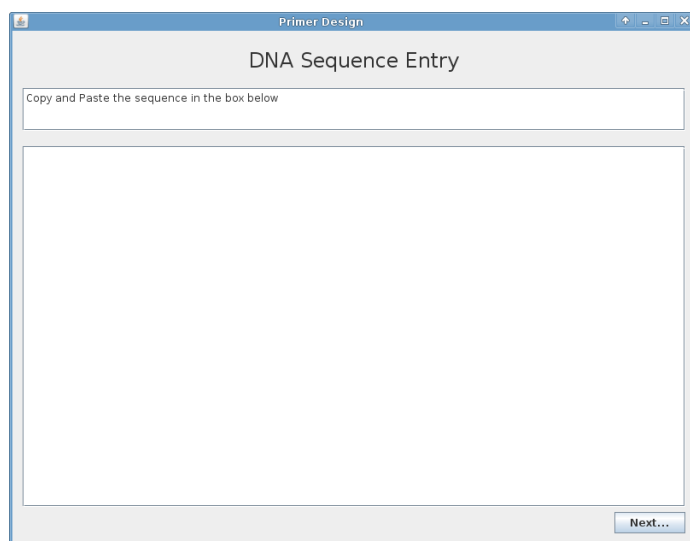 Primer Design
DNA Sequence Entry
Copy and Paste the sequence in the box below
Next...